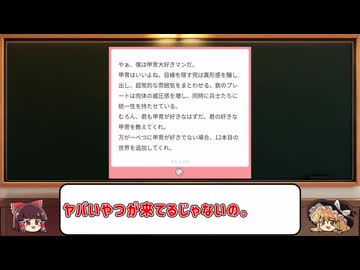 やぁ、僕は甲冑大好きマンだ。
甲冑はいいよね。目線を隠す兜は異形感を醸し
出し、超常的な雰囲気をまとわせる。鉄のプレ
ートは肉体の威圧感を増し、同時に兵士たちに
統一性を持たせている。
むろん、君も甲冑が好きなはずだ。君の好きな
甲冑を教えてくれ。
万が一べつに甲冑が好きでない場合、12本目の
世界を追加してくれ。
ヤバいやつが来てるじゃないの。